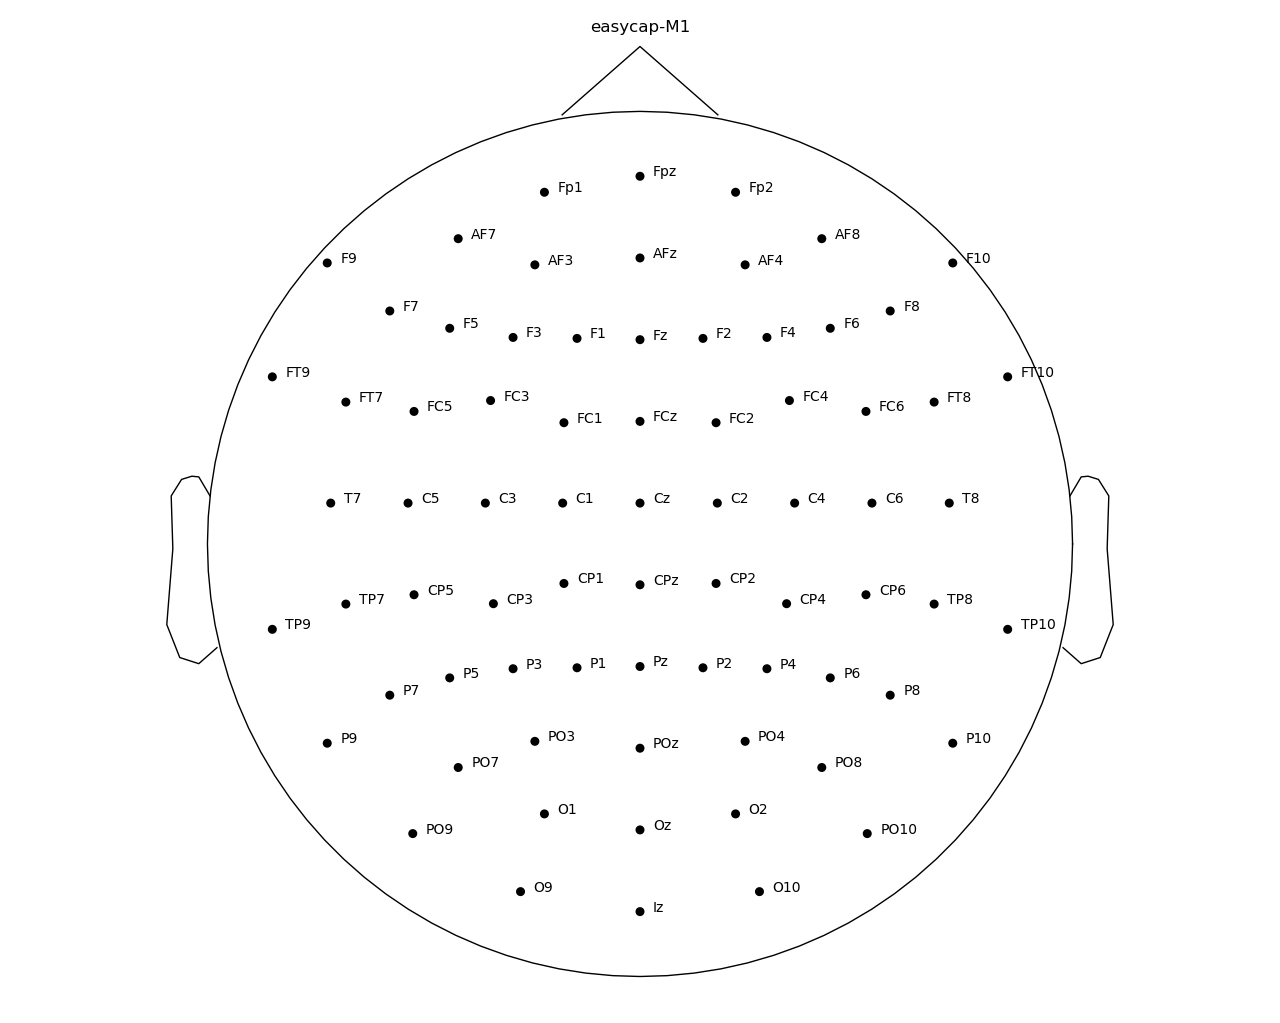 easycap-M1
Fpz
Fp1 Fp2
AF7 AF8
AF3 AFz AF4
F9 F10
F7 F8
F5 F3 F1 Fz F2 F4 F6
FT9 FT10
FT7 FC5 FC3 FC4 FC6 FT8
FC1 FCz FC2
T7 C5 C3 C1 Cz C2 C4 C6 T8
CP1 CPz CP2
TP7 CP5 CP3 CP4 CP6 TP8
TP9 TP10
P5 P3 P1 Pz P2 P4 P6
P7 P8
P9 PO3 POz PO4 P10
PO7 PO8
O1 O2
PO9 Oz PO10
O9 O10
Iz